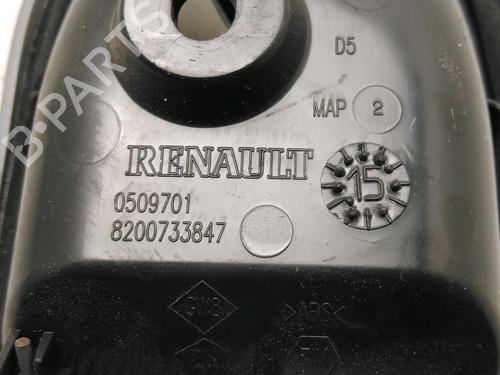 D5
MAP 2
RENAULT
15
0509701
8200733847
>ABS<
B-PARTS